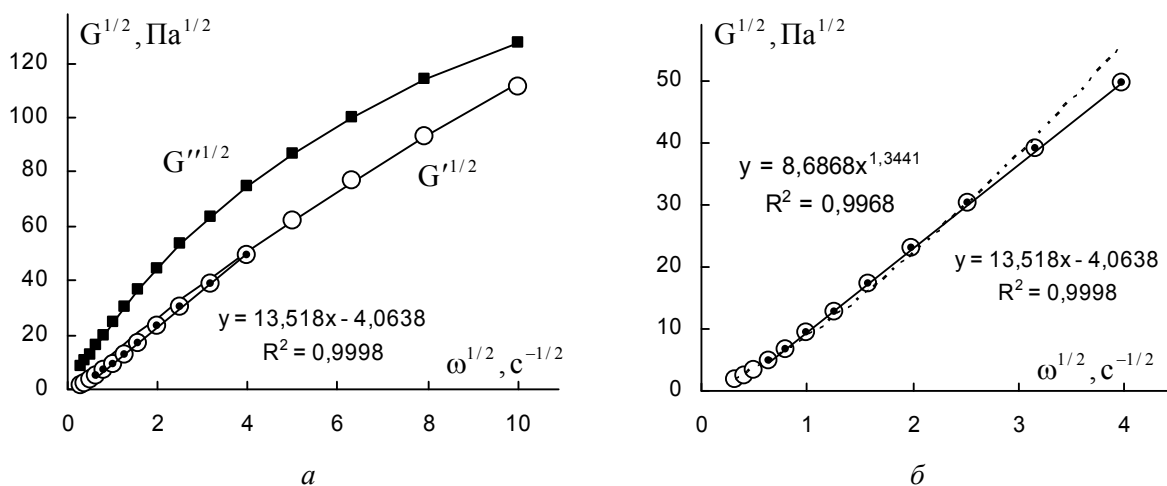 G^{1/2}, Па^{1/2}
120
100
80
60
40
20
0
G''^{1/2}
G'^{1/2}
y = 13,518x - 4,0638
R² = 0,9998
ω^{1/2}, с^{-1/2}
0 2 4 6 8 10
а
G^{1/2}, Па^{1/2}
50
40
30
20
10
0
y = 8,6868x^{1,3441}
R² = 0,9968
y = 13,518x - 4,0638
R² = 0,9998
ω^{1/2}, с^{-1/2}
0 1 2 3 4
б